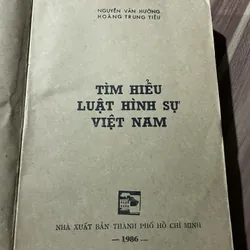 NGUYỄN VĂN HƯỞNG
HOÀNG TRUNG TIẾU
TÌM HIỂU
LUẬT HÌNH SỰ
VIỆT NAM
NHÀ XUẤT BẢN THÀNH PHỐ HỒ CHÍ MINH
— 1986 —